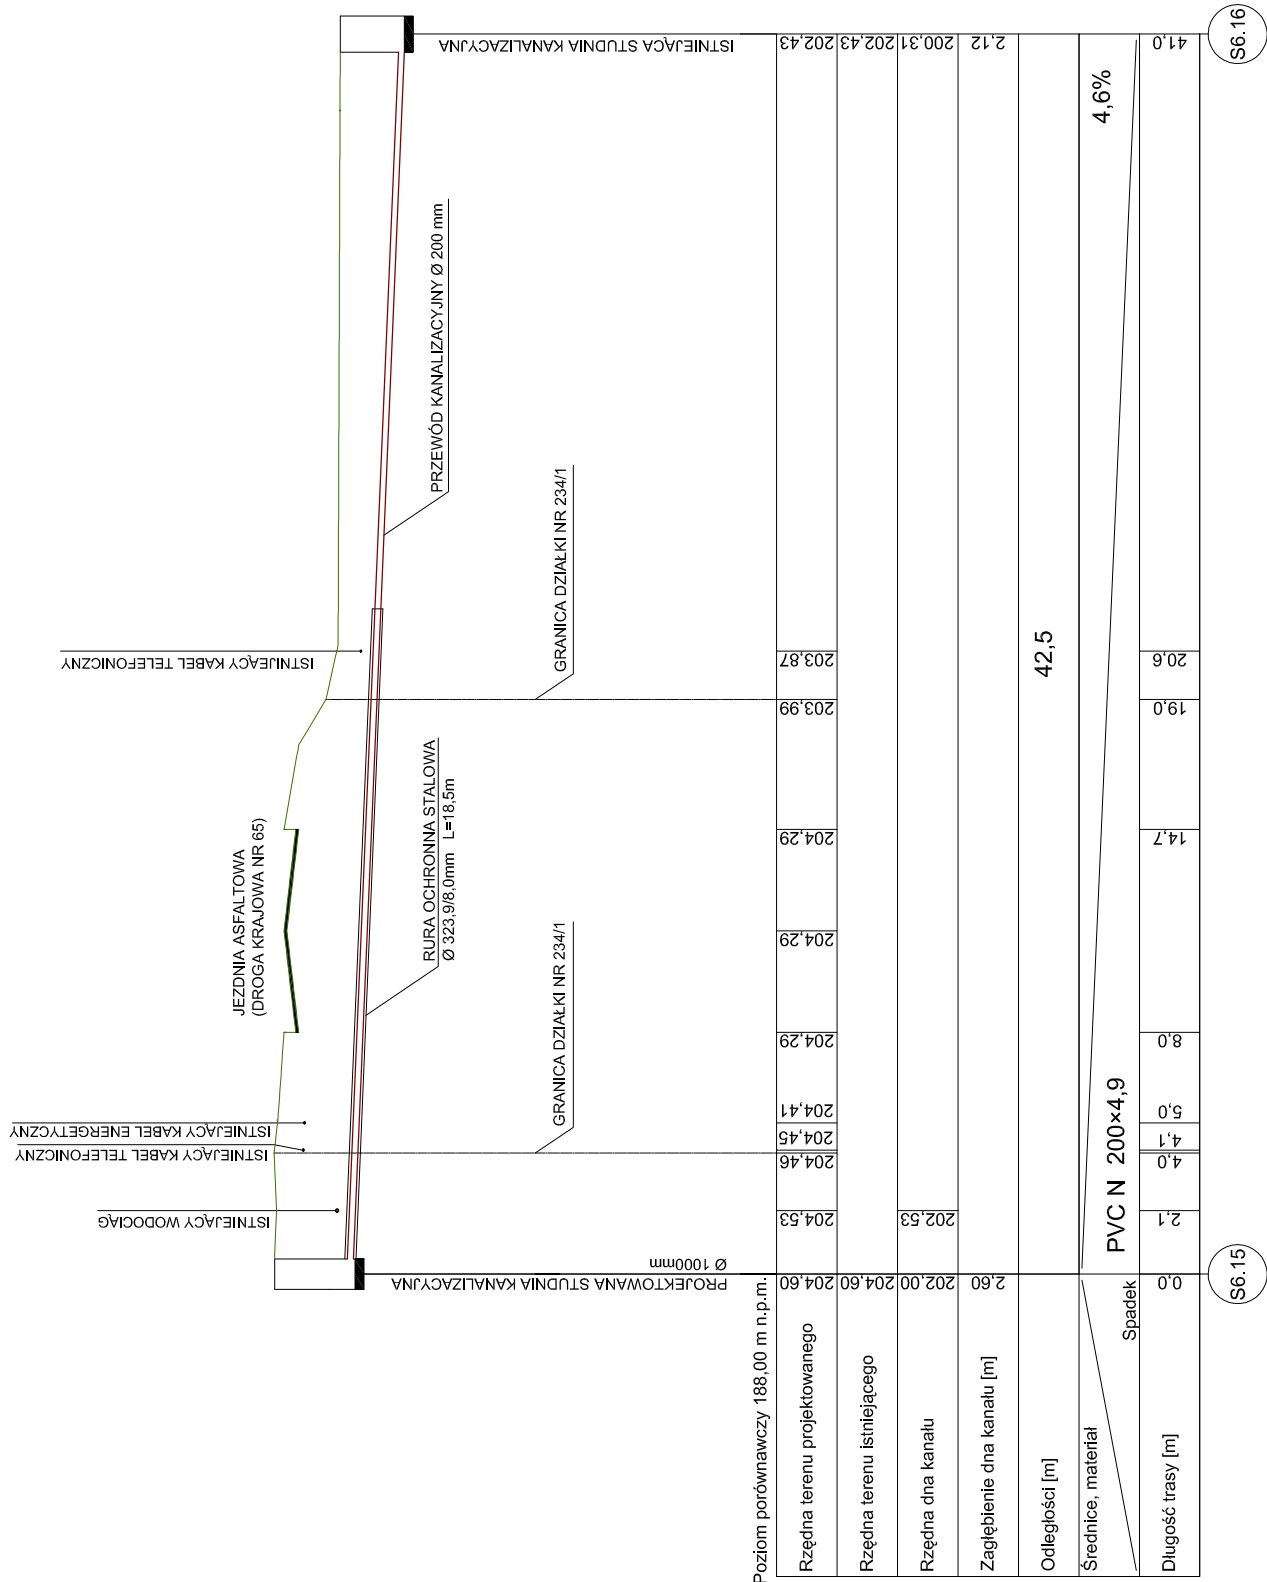 ISTNIEJĄCY WODOCIĄG
ISTNIEJĄCY KABEL TELEFONICZNY
ISTNIEJĄCY KABEL ENERGETYCZNY
JEZDNIA ASFALTOWA
(DROGA KRAJOWA NR 65)
ISTNIJEĄCY KABEL TELEFONICZNY
RURA OCHRONNA STALOWA
Ø 323,9/8,0mm L=18,5m
PRZEWÓD KANALIZACYJNY Ø 200 mm
GRANICA DZIAŁKI NR 234/1
GRANICA DZIAŁKI NR 234/1
PROJEKTOWANA STUDNIA KANALIZACYJNA
Ø 1000mm
ISTNIEJĄCA STUDNIA KANALIZACYJNA
Poziom porównawczy 188,00 m n.p.m.
Rzędna terenu projektowanego 204,60 204,53 204,46 204,45 204,41 204,29 204,29 204,29 203,99 203,87 202,43
Rzędna terenu istniejącego 204,60 202,43
Rzędna dna kanału 202,00 202,53 200,31
Zagłębienie dna kanału [m] 2,60 2,12
Odległości [m] 42,5
Średnice, materiał
Spadek
PVC N 200×4,9
4,6%
Długość trasy [m] 0,0 2,1 4,0 4,1 5,0 8,0 14,7 19,0 20,6 41,0
S6.15
S6.16